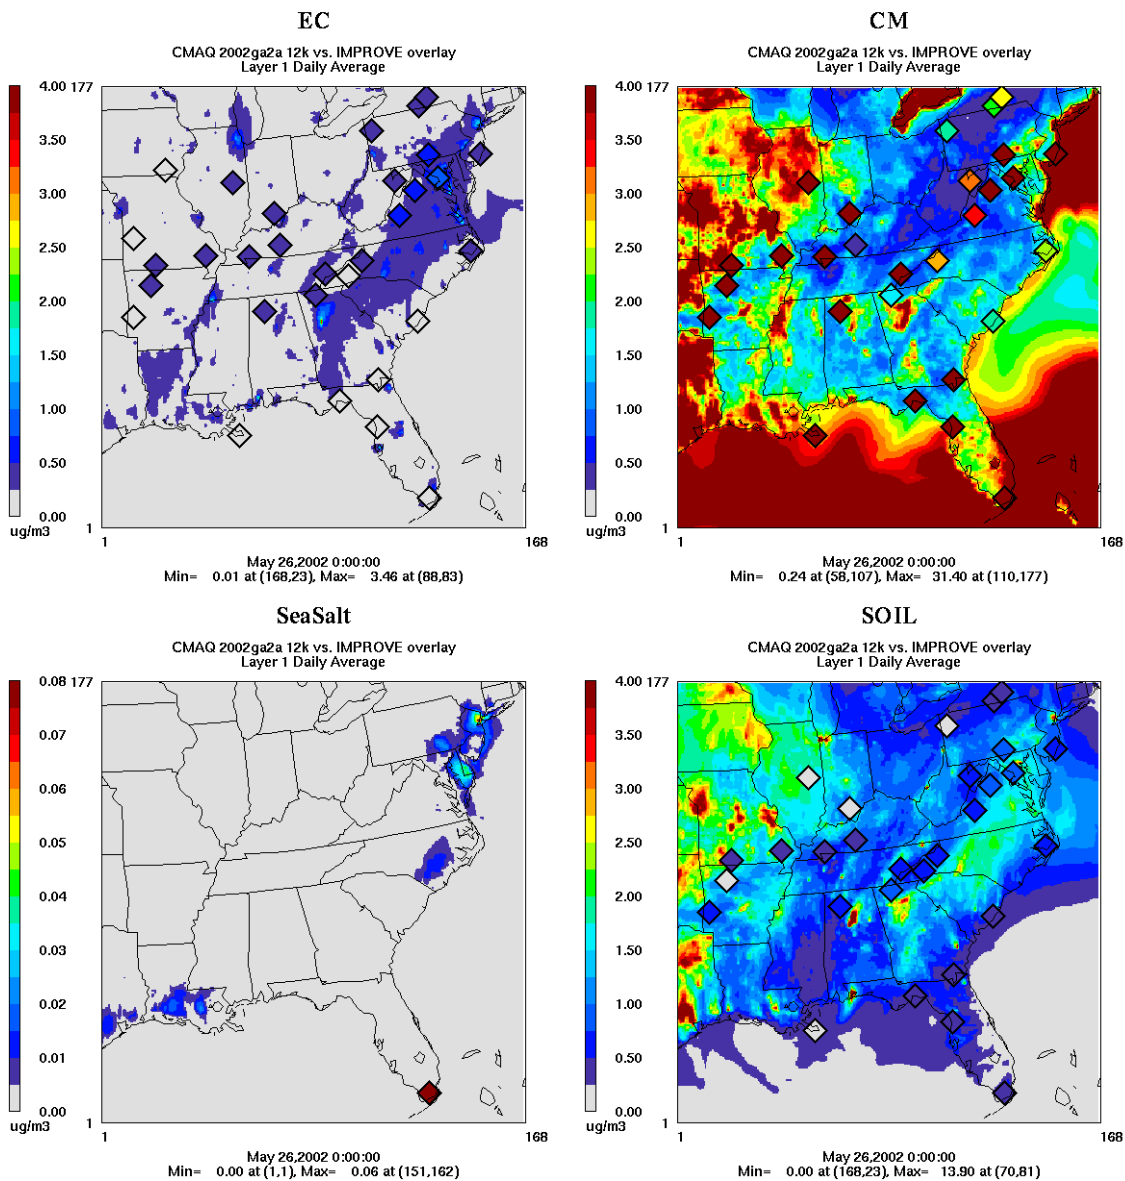 EC
CMAQ 2002ga2a 12k vs. IMPROVE overlay
Layer 1 Daily Average
4.00 177
3.50
3.00
2.50
2.00
1.50
1.00
0.50
0.00
ug/m3
1
1 168
May 26,2002 0:00:00
Min= 0.01 at (168,23), Max= 3.46 at (88,83)
CM
CMAQ 2002ga2a 12k vs. IMPROVE overlay
Layer 1 Daily Average
4.00 177
3.50
3.00
2.50
2.00
1.50
1.00
0.50
0.00
ug/m3
1
1 168
May 26,2002 0:00:00
Min= 0.24 at (58,107), Max= 31.40 at (110,177)
SeaSalt
CMAQ 2002ga2a 12k vs. IMPROVE overlay
Layer 1 Daily Average
0.08 177
0.07
0.06
0.05
0.04
0.03
0.02
0.01
0.00
ug/m3
1
1 168
May 26,2002 0:00:00
Min= 0.00 at (1,1), Max= 0.06 at (151,162)
SOIL
CMAQ 2002ga2a 12k vs. IMPROVE overlay
Layer 1 Daily Average
4.00 177
3.50
3.00
2.50
2.00
1.50
1.00
0.50
0.00
ug/m3
1
1 168
May 26,2002 0:00:00
Min= 0.00 at (168,23), Max= 13.90 at (70,81)